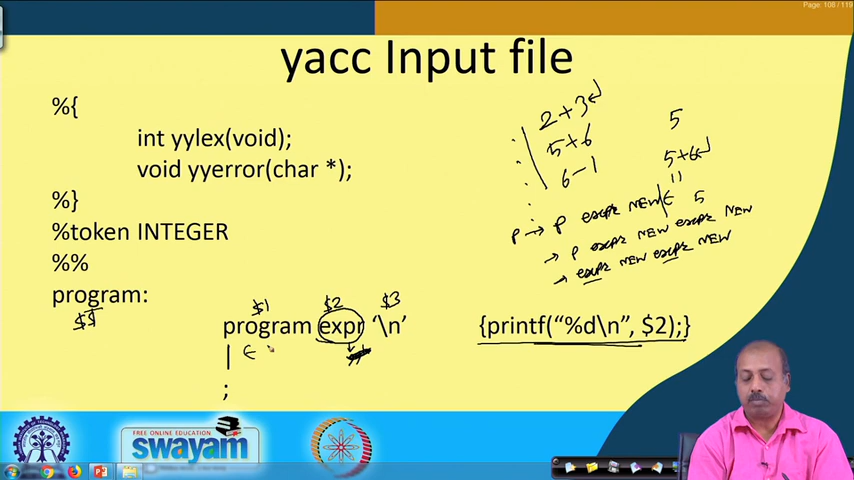 Page: 108 / 119
yacc Input file
%{
int yylex(void);
void yyerror(char *);
%}
%token INTEGER
%%
program:
$$
$1 $2 $3
program expr ‘\n’ {printf(“%d\n”, $2);}
| ϵ
;
2+3↵
5+6
6-1
5
5+6↵
11
5
P → P expr NEW | ϵ
→ P expr NEW expr NEW
→ expr NEW expr NEW
FREE ONLINE EDUCATION
swayam